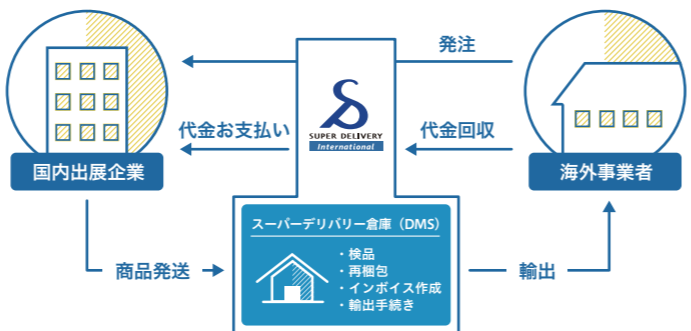 発注
代金お支払い
SUPER DELIVERY
International
代金回収
国内出展企業
海外事業者
スーパーデリバリー倉庫（DMS）
・検品
・再梱包
・インボイス作成
・輸出手続き
商品発送
輸出